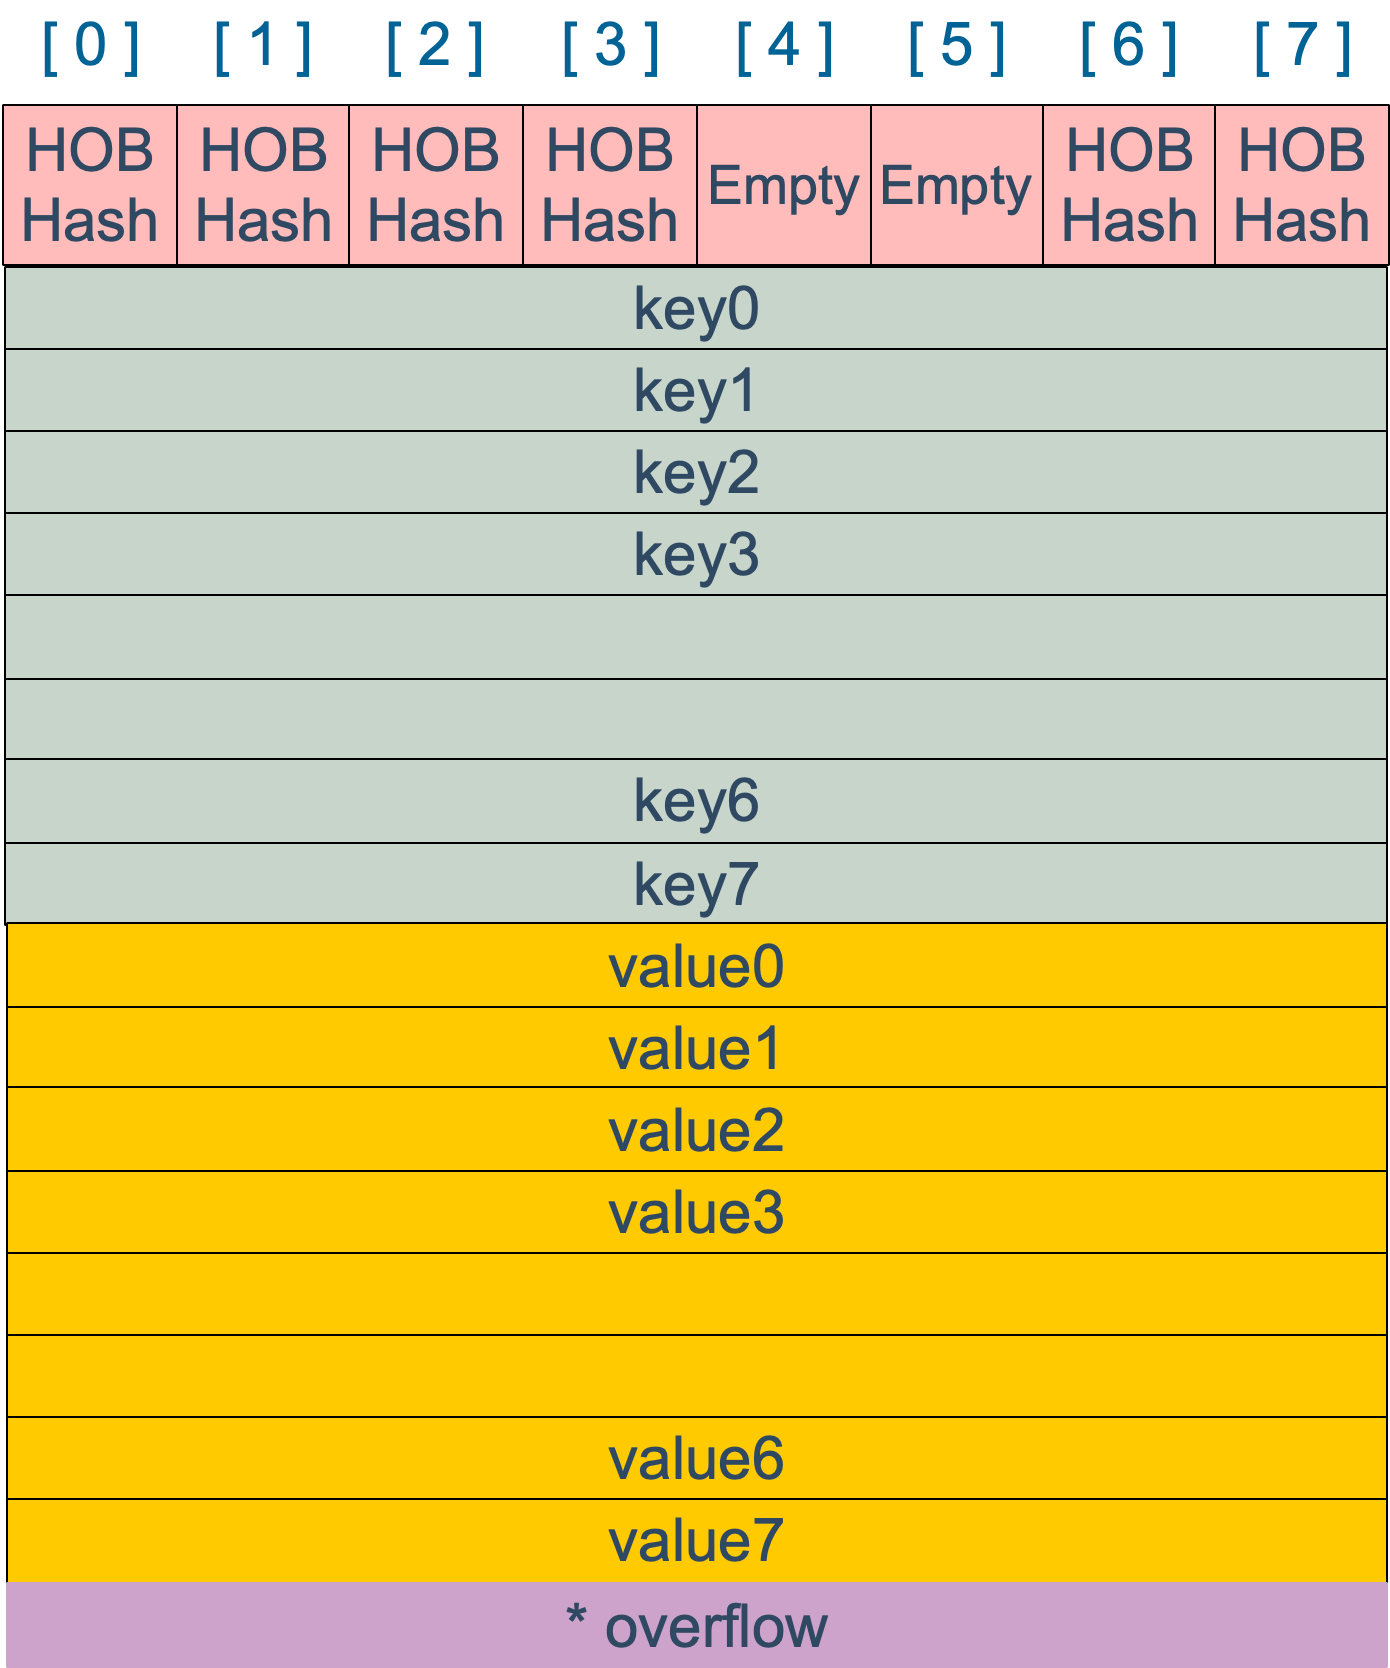 [ 0 ] [ 1 ] [ 2 ] [ 3 ] [ 4 ] [ 5 ] [ 6 ] [ 7 ]
HOB Hash
HOB Hash
HOB Hash
HOB Hash
Empty
Empty
HOB Hash
HOB Hash
key0
key1
key2
key3
key6
key7
value0
value1
value2
value3
value6
value7
* overflow